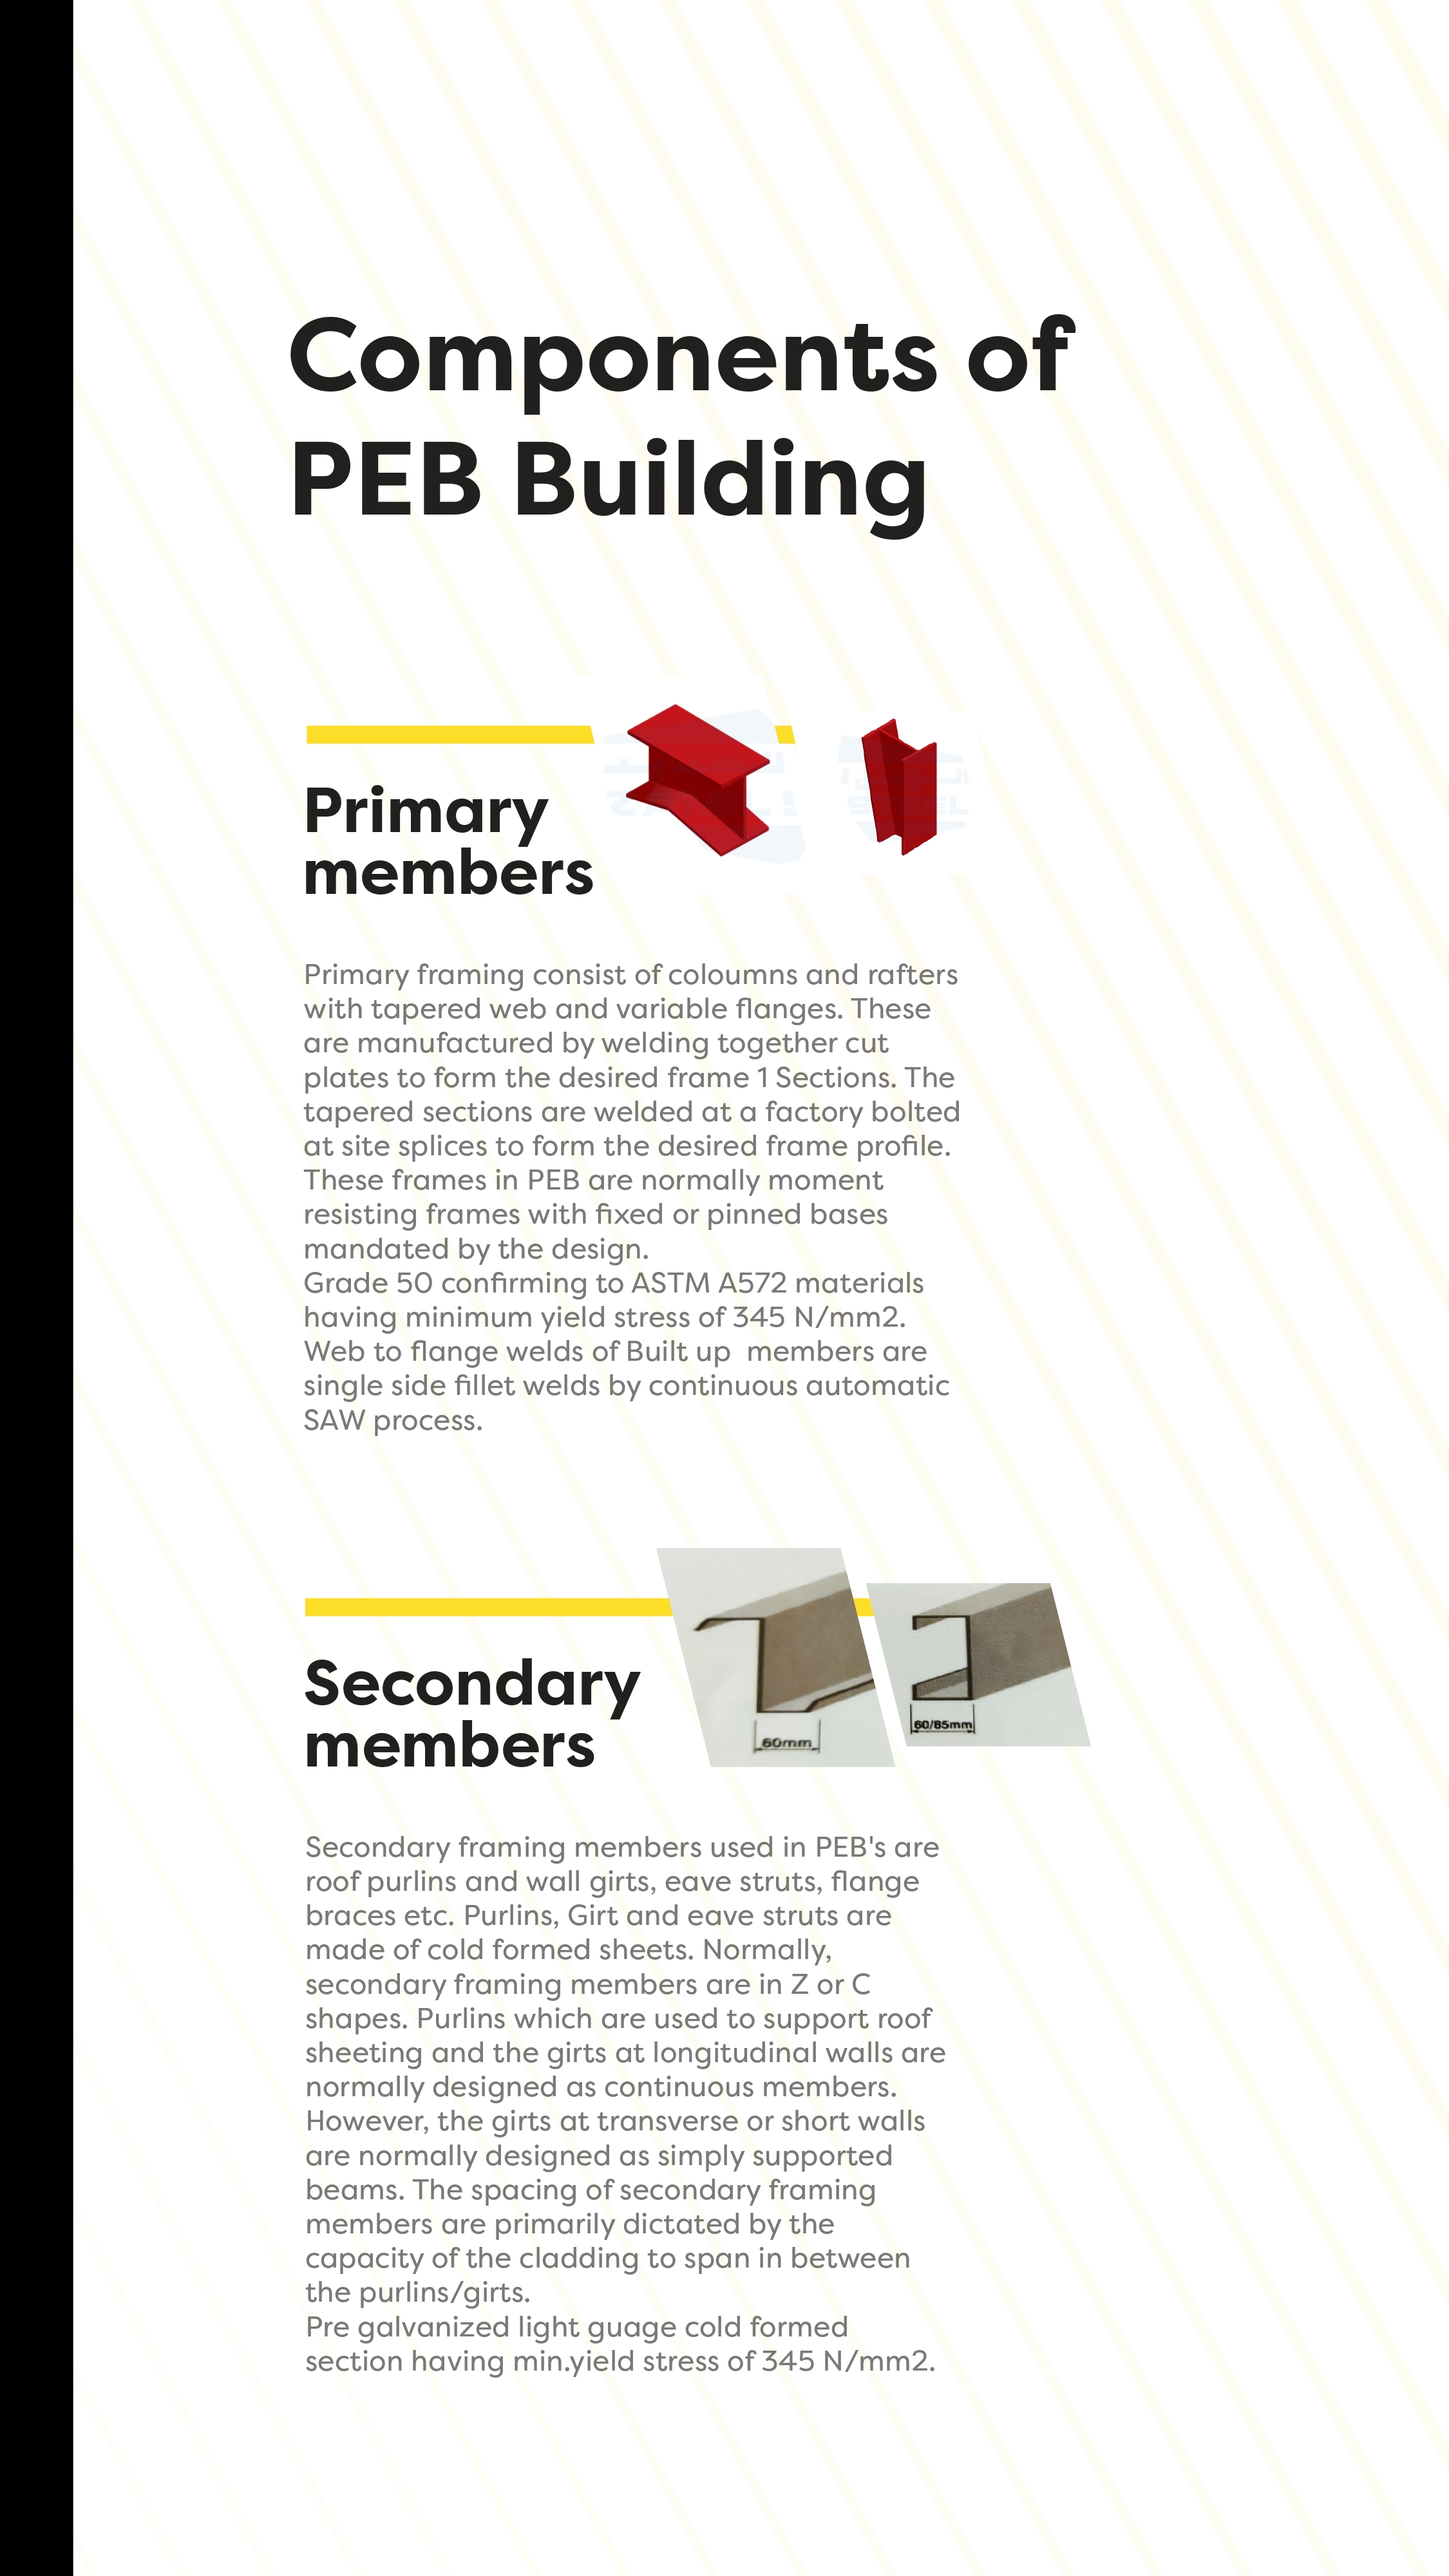 Components of
PEB Building
Primary
members
Primary framing consist of coloumns and rafters
with tapered web and variable flanges. These
are manufactured by welding together cut
plates to form the desired frame 1 Sections. The
tapered sections are welded at a factory bolted
at site splices to form the desired frame profile.
These frames in PEB are normally moment
resisting frames with fixed or pinned bases
mandated by the design.
Grade 50 confirming to ASTM A572 materials
having minimum yield stress of 345 N/mm2.
Web to flange welds of Built up  members are
single side fillet welds by continuous automatic
SAW process.
60mm
60/85mm
Secondary
members
Secondary framing members used in PEB's are
roof purlins and wall girts, eave struts, flange
braces etc. Purlins, Girt and eave struts are
made of cold formed sheets. Normally,
secondary framing members are in Z or C
shapes. Purlins which are used to support roof
sheeting and the girts at longitudinal walls are
normally designed as continuous members.
However, the girts at transverse or short walls
are normally designed as simply supported
beams. The spacing of secondary framing
members are primarily dictated by the
capacity of the cladding to span in between
the purlins/girts.
Pre galvanized light guage cold formed
section having min.yield stress of 345 N/mm2.